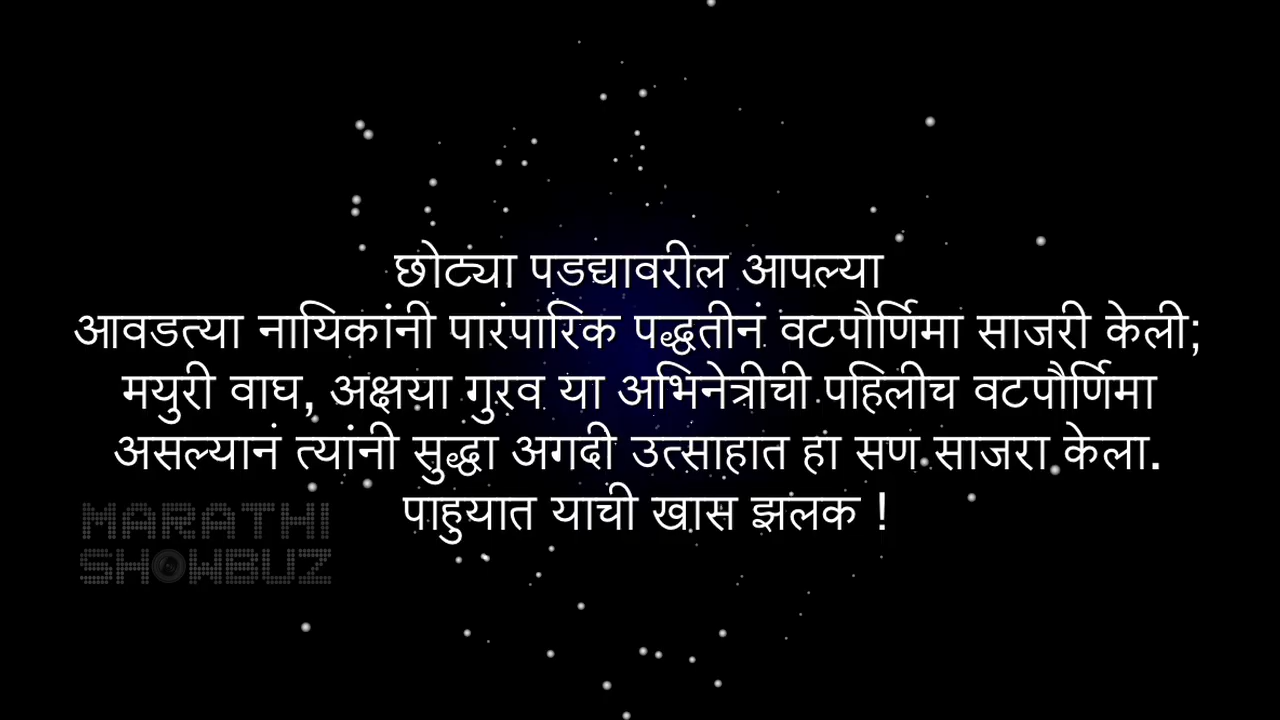 छोट्या पडद्यावरील आपल्या
आवडत्या नायिकांनी पारंपारिक पद्धतीनं वटपौर्णिमा साजरी केली;
मयुरी वाघ, अक्षया गुरव या अभिनेत्रीची पहिलीच वटपौर्णिमा
असल्यानं त्यांनी सुद्धा अगदी उत्साहात हा सण साजरा केला.
पाहुयात याची खास झलक !
MARATHI
SHOWBUZ